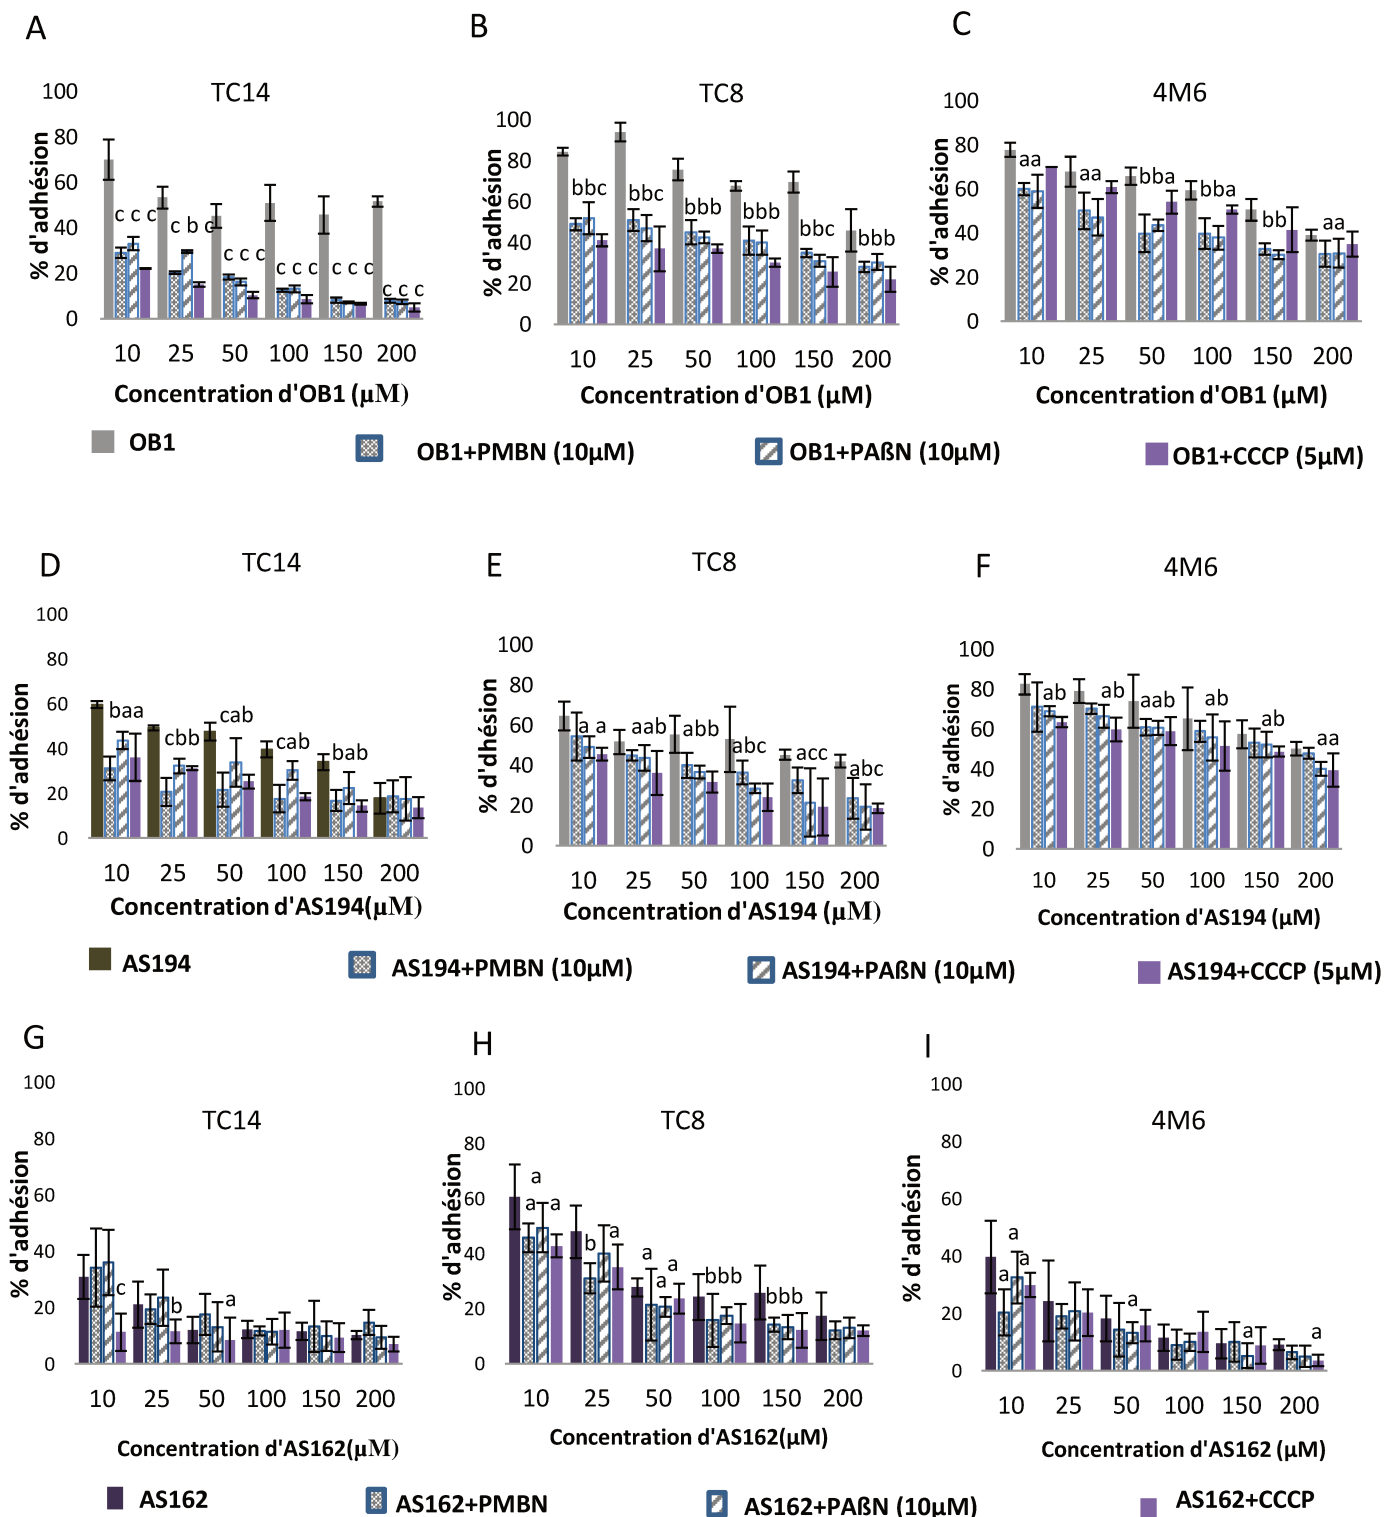 A
B
C
TC14
TC8
4M6
% d'adhésion
100
80
60
40
20
0
c c c
c b c
c c c
c c c
c c c
c c c
10 25 50 100 150 200
Concentration d'OB1 (µM)
% d'adhésion
100
80
60
40
20
0
bbc
bbc
bbb
bbb
bbc
bbb
10 25 50 100 150 200
Concentration d'OB1 (µM)
% d'adhésion
100
80
60
40
20
0
aa
aa
bba
bba
bb
aa
10 25 50 100 150 200
Concentration d'OB1 (µM)
OB1
OB1+PMBN (10µM)
OB1+PAßN (10µM)
OB1+CCCP (5µM)
D
E
F
TC14
TC8
4M6
% d'adhésion
100
80
60
40
20
0
baa
cbb
cab
cab
bab
10 25 50 100 150 200
Concentration d'AS194(µM)
% d'dhésion
100
80
60
40
20
0
a a
aab
abb
abc
acc
abc
10 25 50 100 150 200
Concentration d'AS194 (µM)
% d'adhésion
100
80
60
40
20
0
ab
ab
aab
ab
ab
aa
10 25 50 100 150 200
Concentration d'AS194 (µM)
AS194
AS194+PMBN (10µM)
AS194+PAßN (10µM)
AS194+CCCP (5µM)
G
H
I
TC14
TC8
4M6
% d'adhésion
100
80
60
40
20
0
c
b
a
10 25 50 100 150 200
Concentration d'AS162(µM)
% d'adhésion
100
80
60
40
20
0
a
a a
b a
a
a a
bbb
bbb
10 25 50 100 150 200
Concentration d'AS162(µM)
% d'adhésion
100
80
60
40
20
0
a
a a
a
a
a
10 25 50 100 150 200
Concentration d'AS162 (µM)
AS162
AS162+PMBN
AS162+PAßN (10µM)
AS162+CCCP